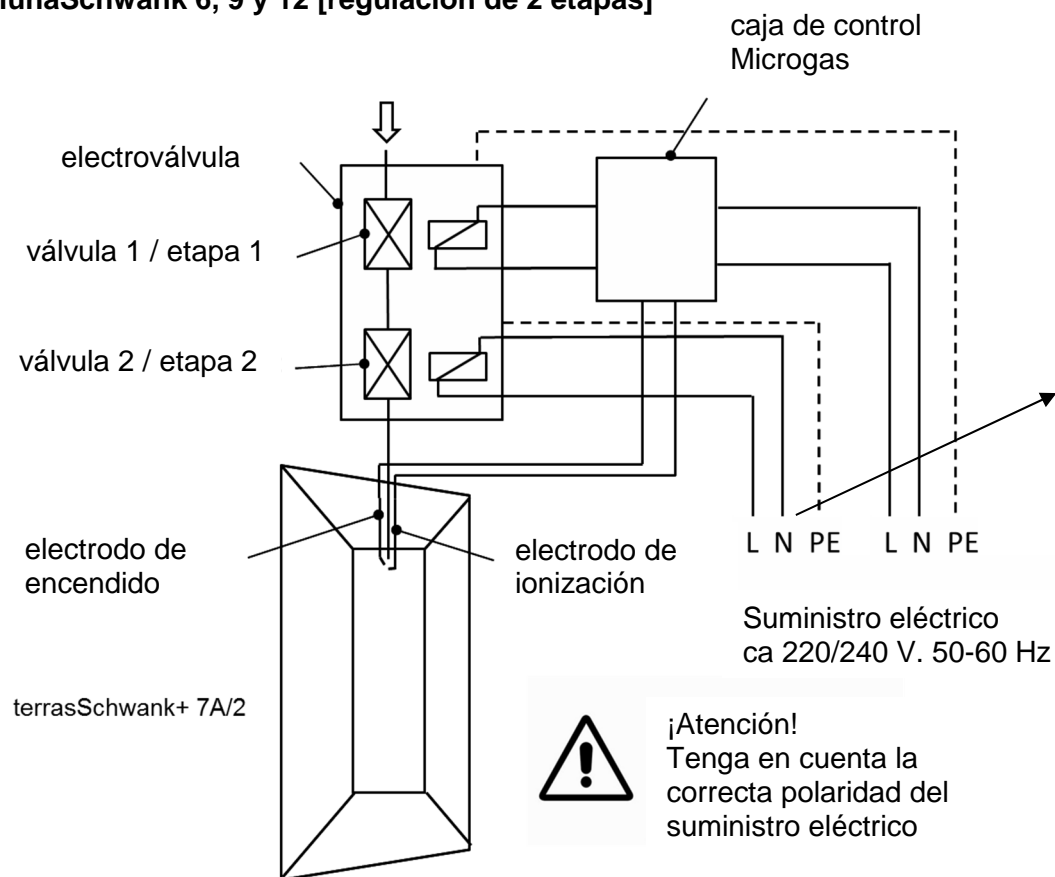 6, 9 y 12 [regulación de 2 etapas]
caja de control
Microgas
electroválvula
válvula 1 / etapa 1
válvula 2 / etapa 2
electrodo de
encendido
electrodo de
ionización
L N PE L N PE
Suministro eléctrico
ca 220/240 V. 50-60 Hz
terrasSchwank+ 7A/2
¡Atención!
Tenga en cuenta la
correcta polaridad del
suministro eléctrico